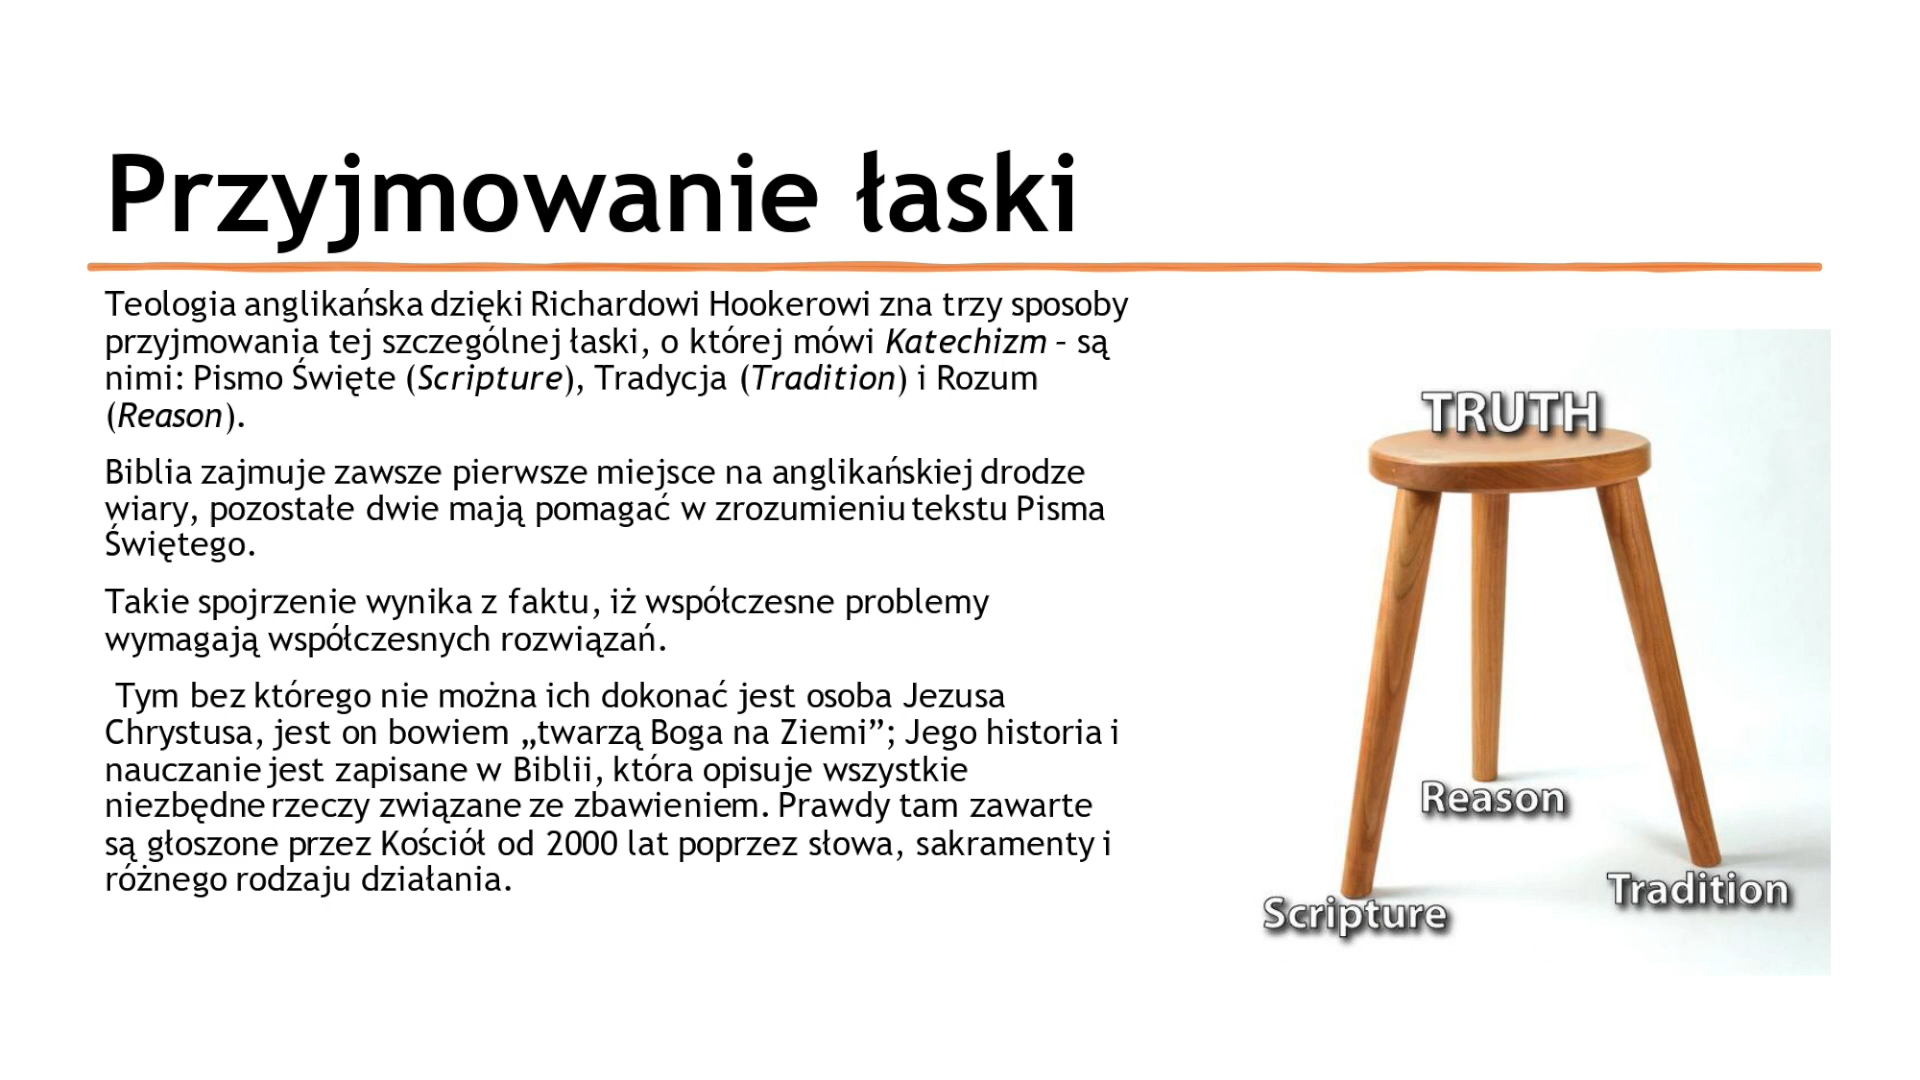 Przyjmowanie łaski
Teologia anglikańska dzięki Richardowi Hookerowi zna trzy sposoby
przyjmowania tej szczególnej łaski, o której mówi Katechizm – są
nimi: Pismo Święte (Scripture), Tradycja (Tradition) i Rozum
(Reason).
Biblia zajmuje zawsze pierwsze miejsce na anglikańskiej drodze
wiary, pozostałe dwie mają pomagać w zrozumieniu tekstu Pisma
Świętego.
Takie spojrzenie wynika z faktu, iż współczesne problemy
wymagają współczesnych rozwiązań.
Tym bez którego nie można ich dokonać jest osoba Jezusa
Chrystusa, jest on bowiem „twarzą Boga na Ziemi”; Jego historia i
nauczanie jest zapisane w Biblii, która opisuje wszystkie
niezbędne rzeczy związane ze zbawieniem. Prawdy tam zawarte
są głoszone przez Kościół od 2000 lat poprzez słowa, sakramenty i
różnego rodzaju działania.
TRUTH
Reason
Tradition
Scripture